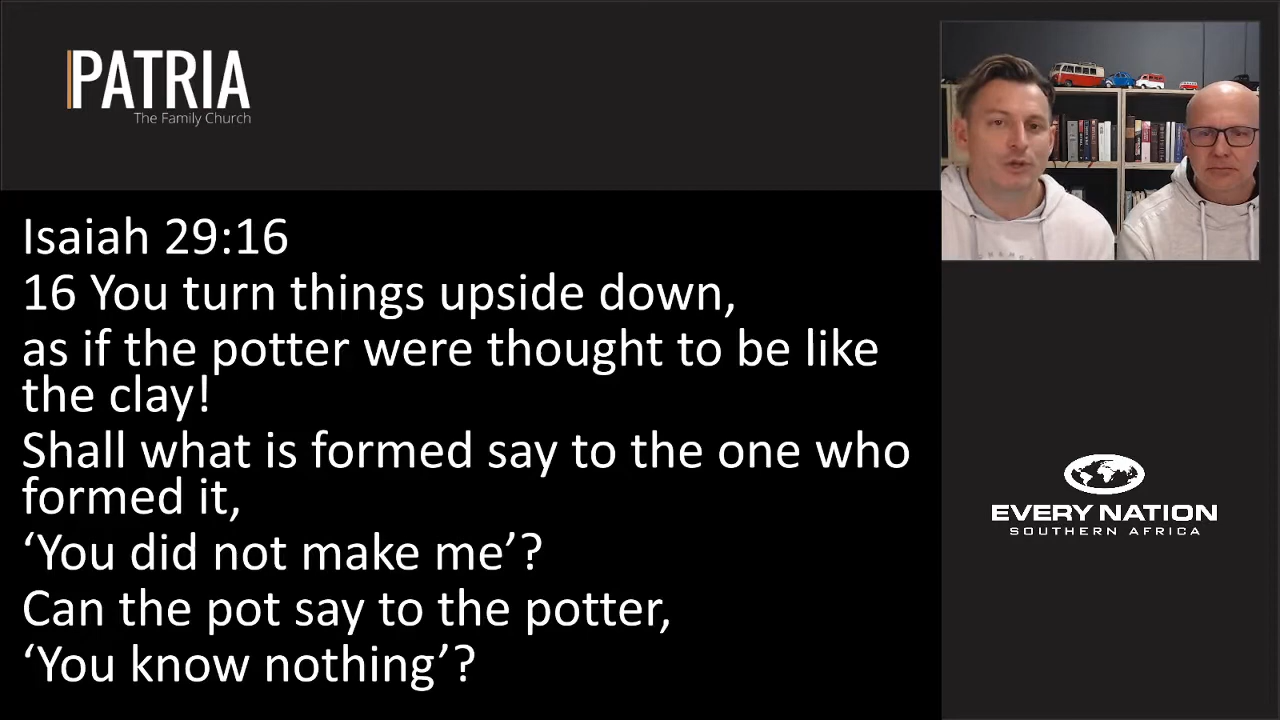 PATRIA
The Family Church
Isaiah 29:16
16 You turn things upside down,
as if the potter were thought to be like
the clay!
Shall what is formed say to the one who
formed it,
‘You did not make me’?
Can the pot say to the potter,
‘You know nothing’?
EVERY NATION
SOUTHERN AFRICA